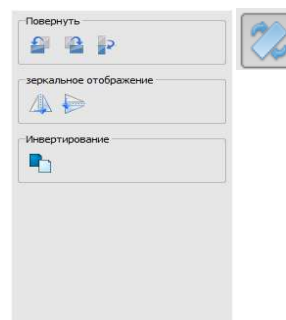 Повернуть
зеркальное отображение
Инвертирование